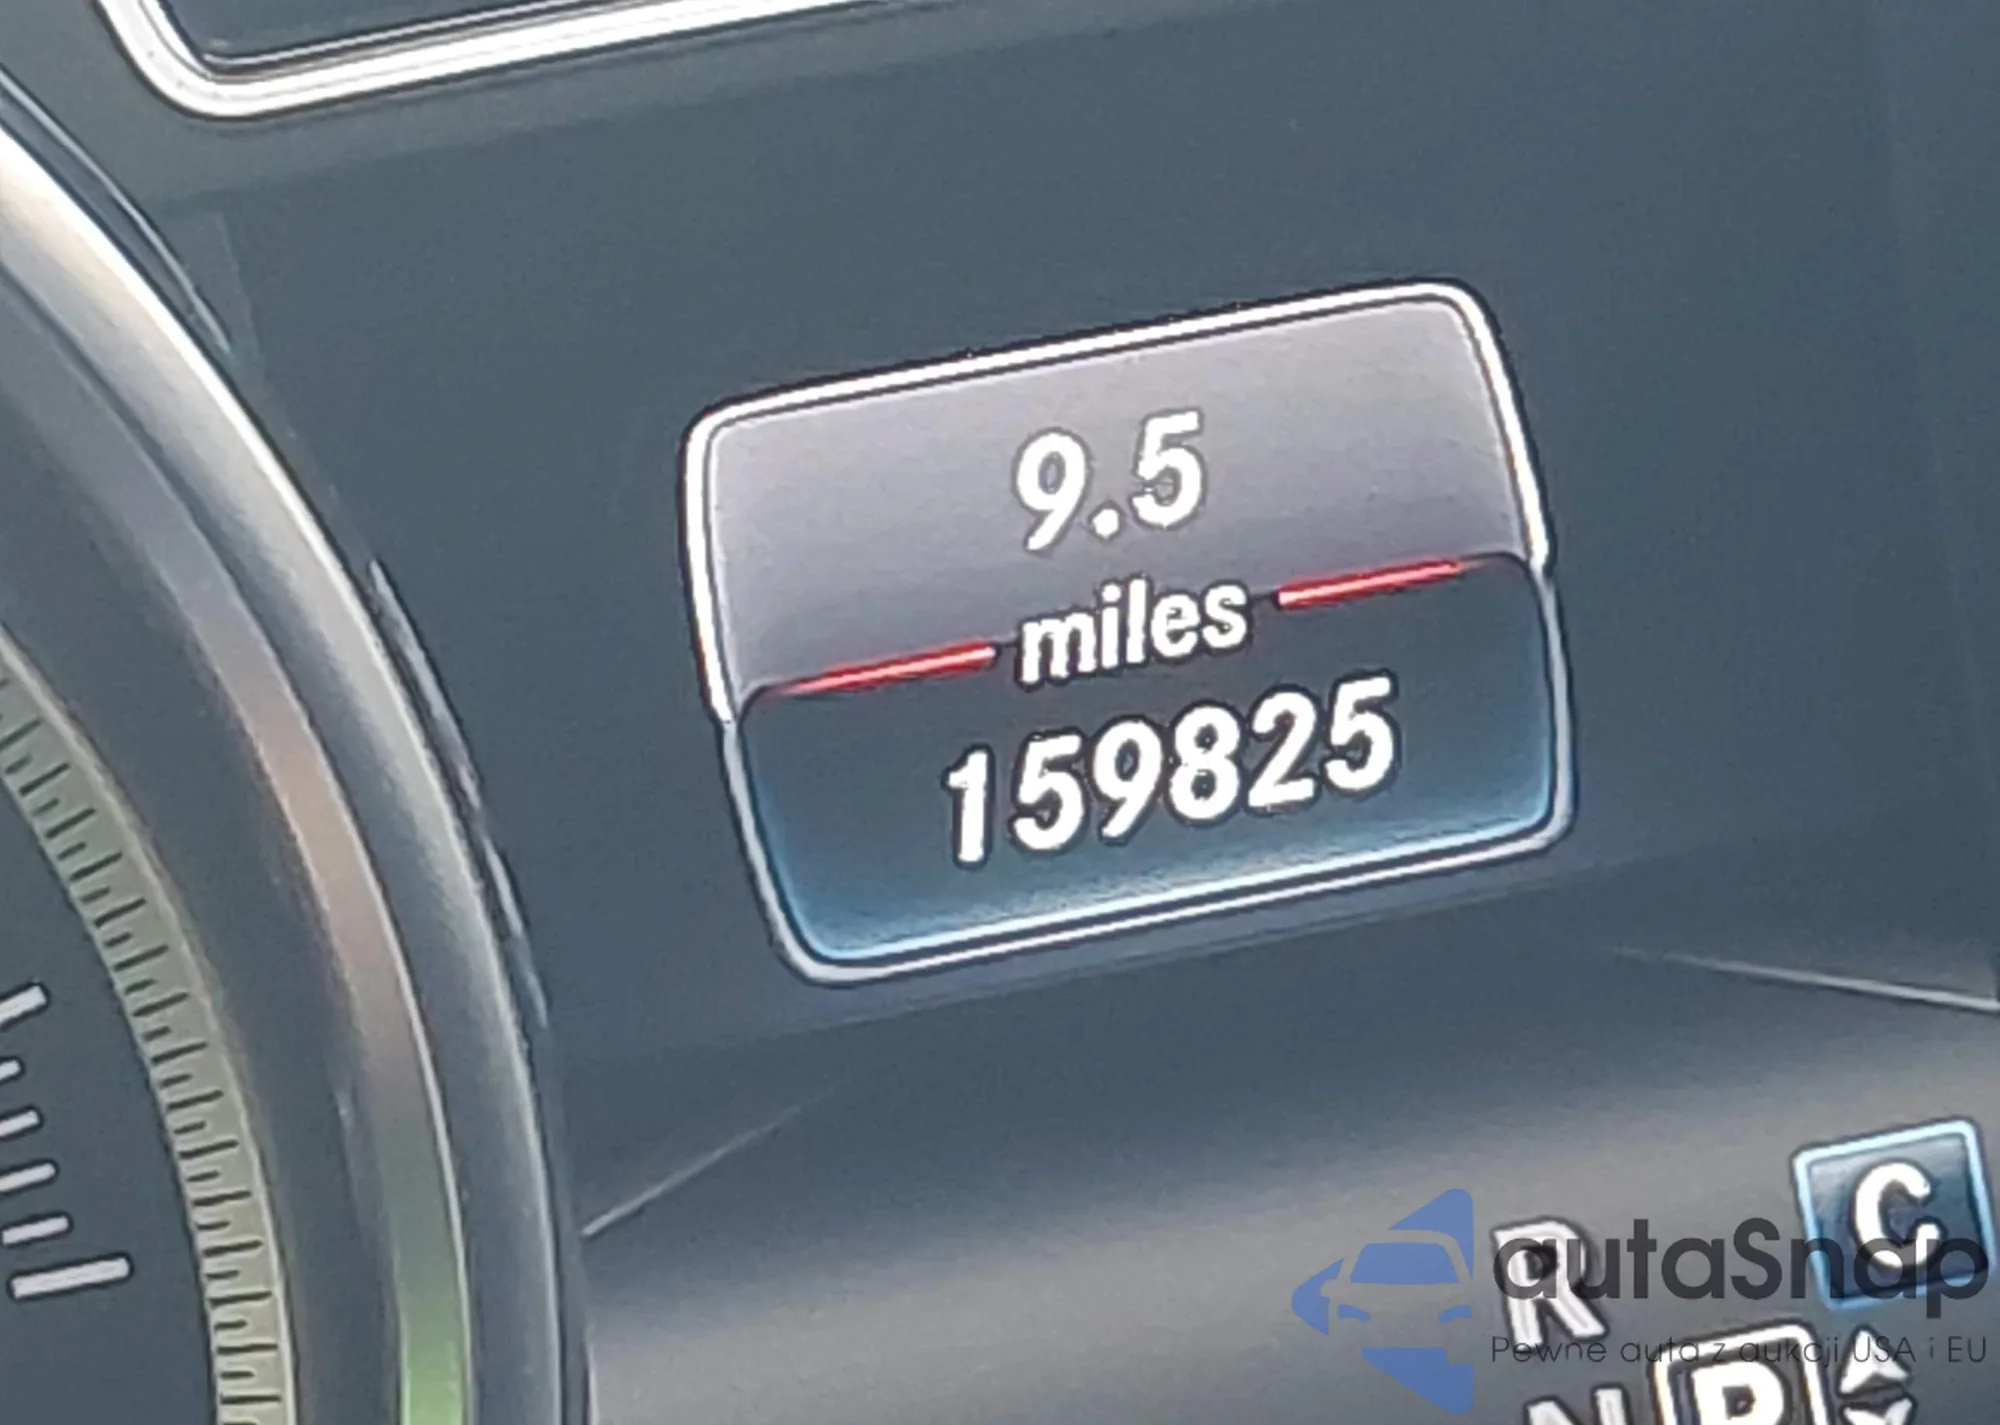 9.5
miles
159825
C
R
autaSnap
Pewne auta z aukcji USA i EU
N P